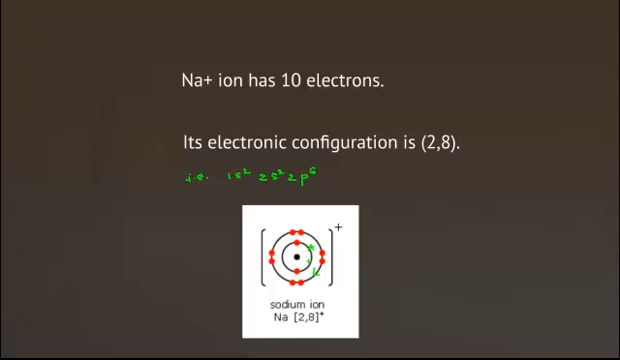 Na+ ion has 10 electrons.
Its electronic configuration is (2,8).
i.e. 1s² 2s² 2p⁶
+
sodium ion
Na [2,8]⁺